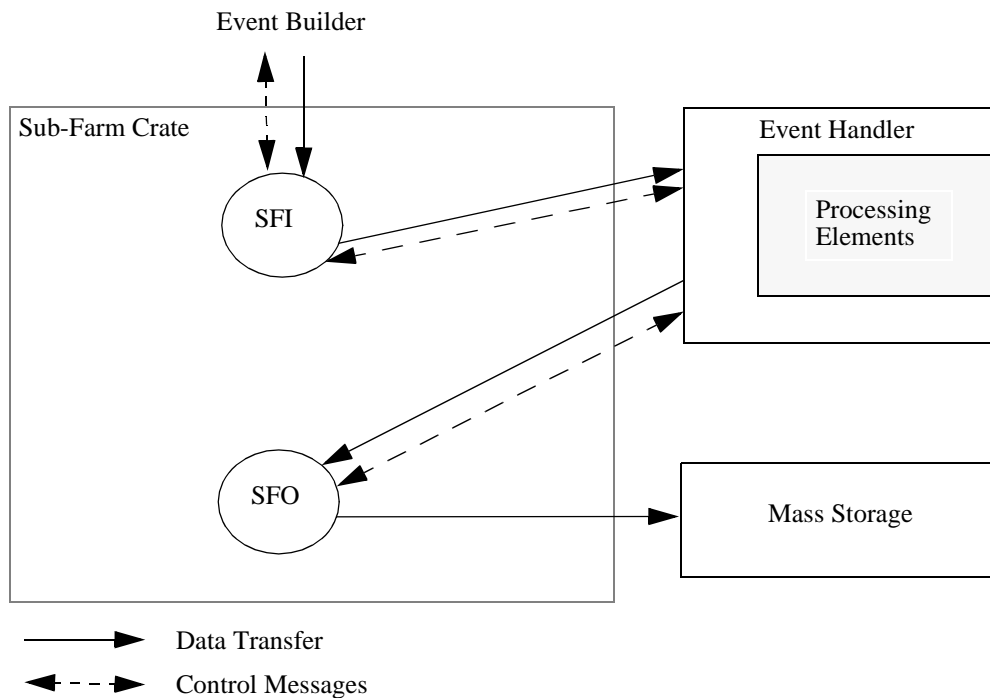 Event Builder
Sub-Farm Crate
Event Handler
SFI
Processing
Elements
SFO
Mass Storage
Data Transfer
Control Messages